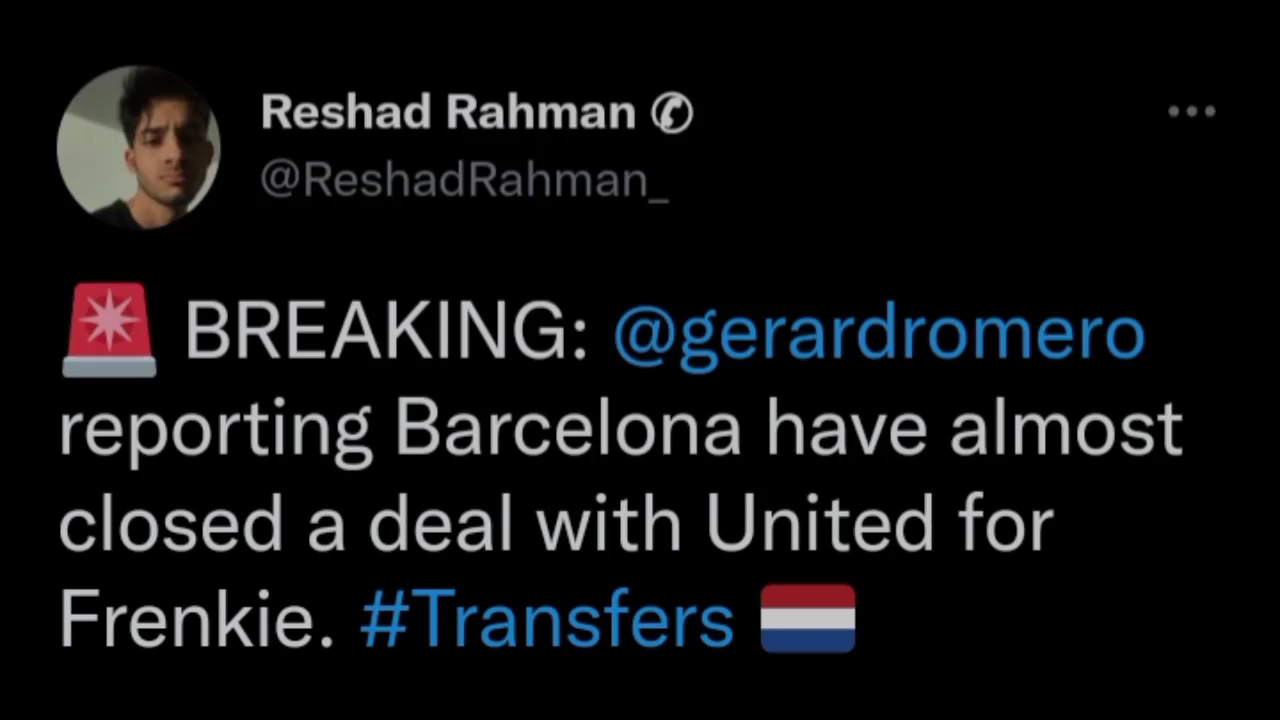 Reshad Rahman ✆
@ReshadRahman_
🚨 BREAKING: @gerardromero
reporting Barcelona have almost
closed a deal with United for
Frenkie. #Transfers 🇳🇱